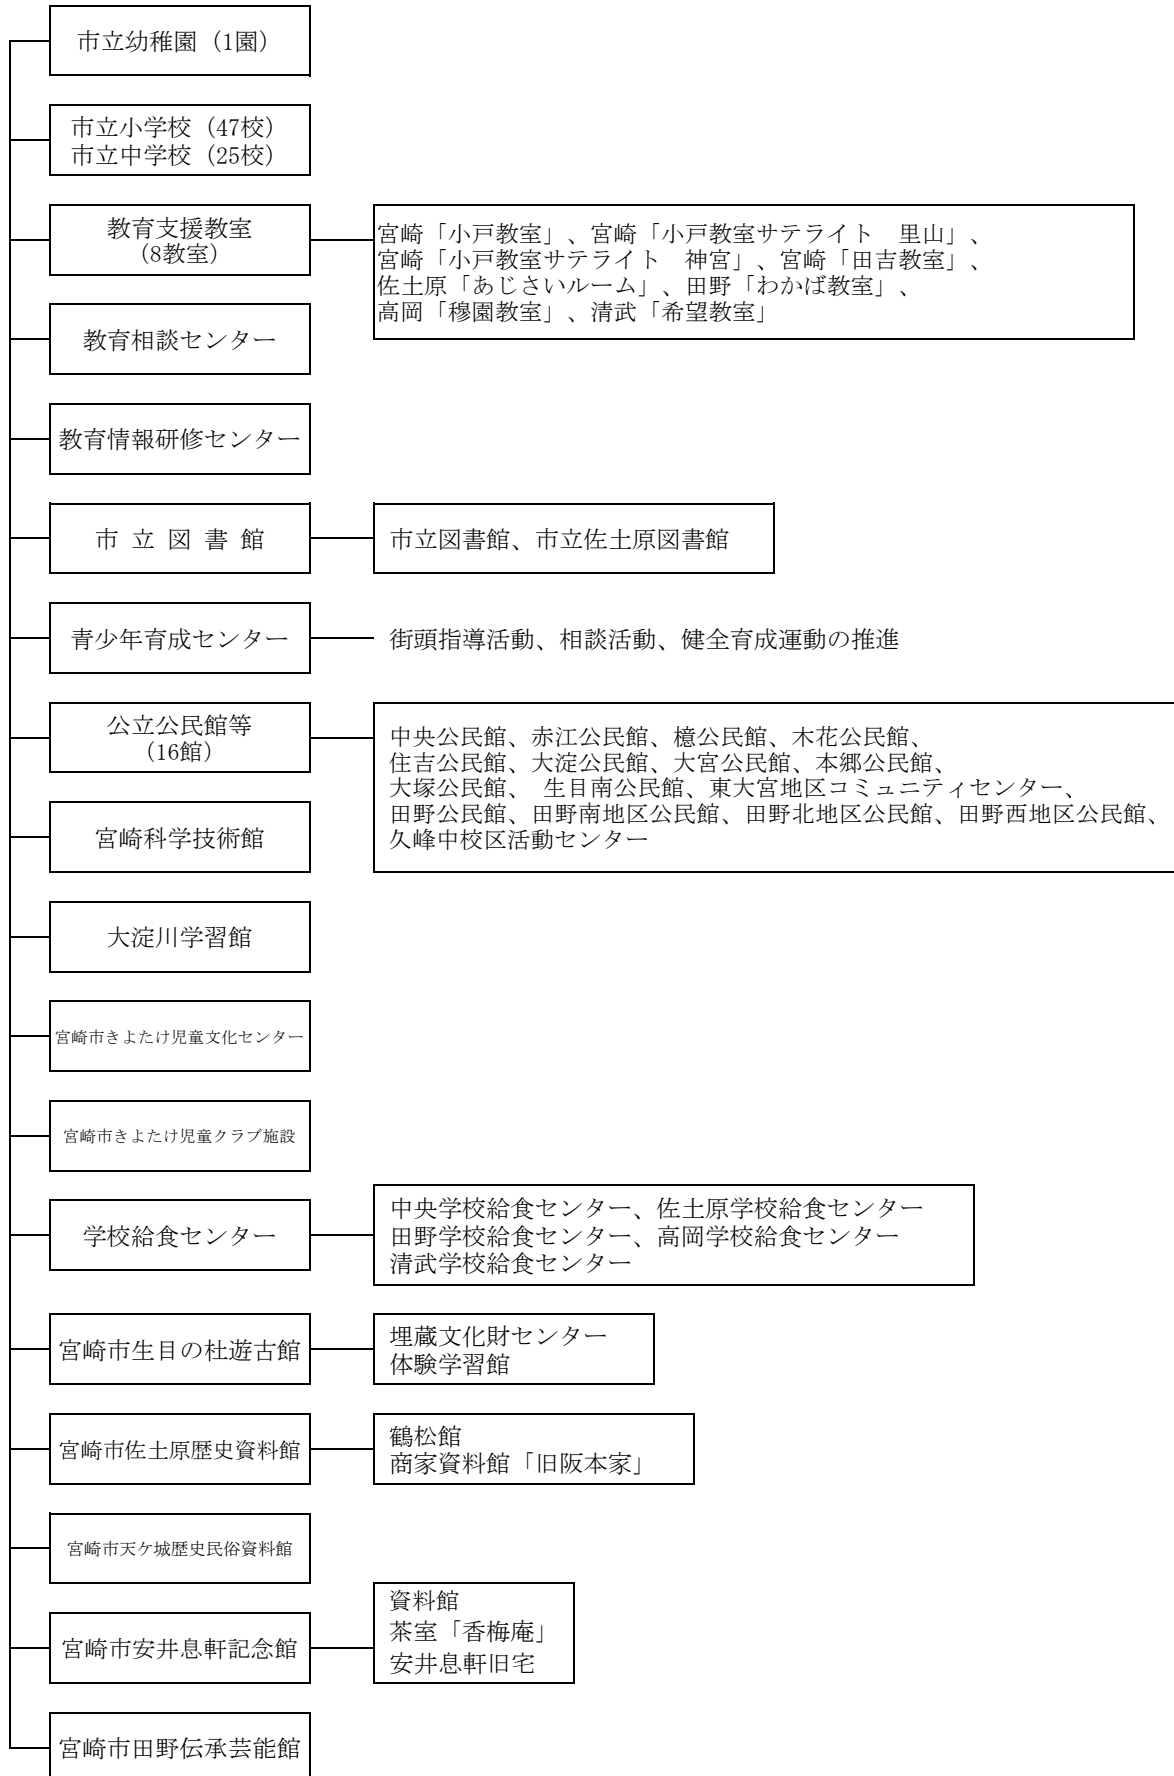 市立幼稚園（1園）
市立小学校（47校）
市立中学校（25校）
教育支援教室
（8教室）
宮崎「小戸教室」、宮崎「小戸教室サテライト　里山」、
宮崎「小戸教室サテライト　神宮」、宮崎「田吉教室」、
佐土原「あじさいルーム」、田野「わかば教室」、
高岡「穆園教室」、清武「希望教室」
教育相談センター
教育情報研修センター
市 立 図 書 館
市立図書館、市立佐土原図書館
青少年育成センター
街頭指導活動、相談活動、健全育成運動の推進
公立公民館等
（16館）
中央公民館、赤江公民館、檍公民館、木花公民館、
住吉公民館、大淀公民館、大宮公民館、本郷公民館、
大塚公民館、 生目南公民館、東大宮地区コミュニティセンター、
田野公民館、田野南地区公民館、田野北地区公民館、田野西地区公民館、
久峰中校区活動センター
宮崎科学技術館
大淀川学習館
宮崎市きよたけ児童文化センター
宮崎市きよたけ児童クラブ施設
学校給食センター
中央学校給食センター、佐土原学校給食センター
田野学校給食センター、高岡学校給食センター
清武学校給食センター
宮崎市生目の杜遊古館
埋蔵文化財センター
体験学習館
宮崎市佐土原歴史資料館
鶴松館
商家資料館「旧阪本家」
宮崎市天ケ城歴史民俗資料館
宮崎市安井息軒記念館
資料館
茶室「香梅庵」
安井息軒旧宅
宮崎市田野伝承芸能館